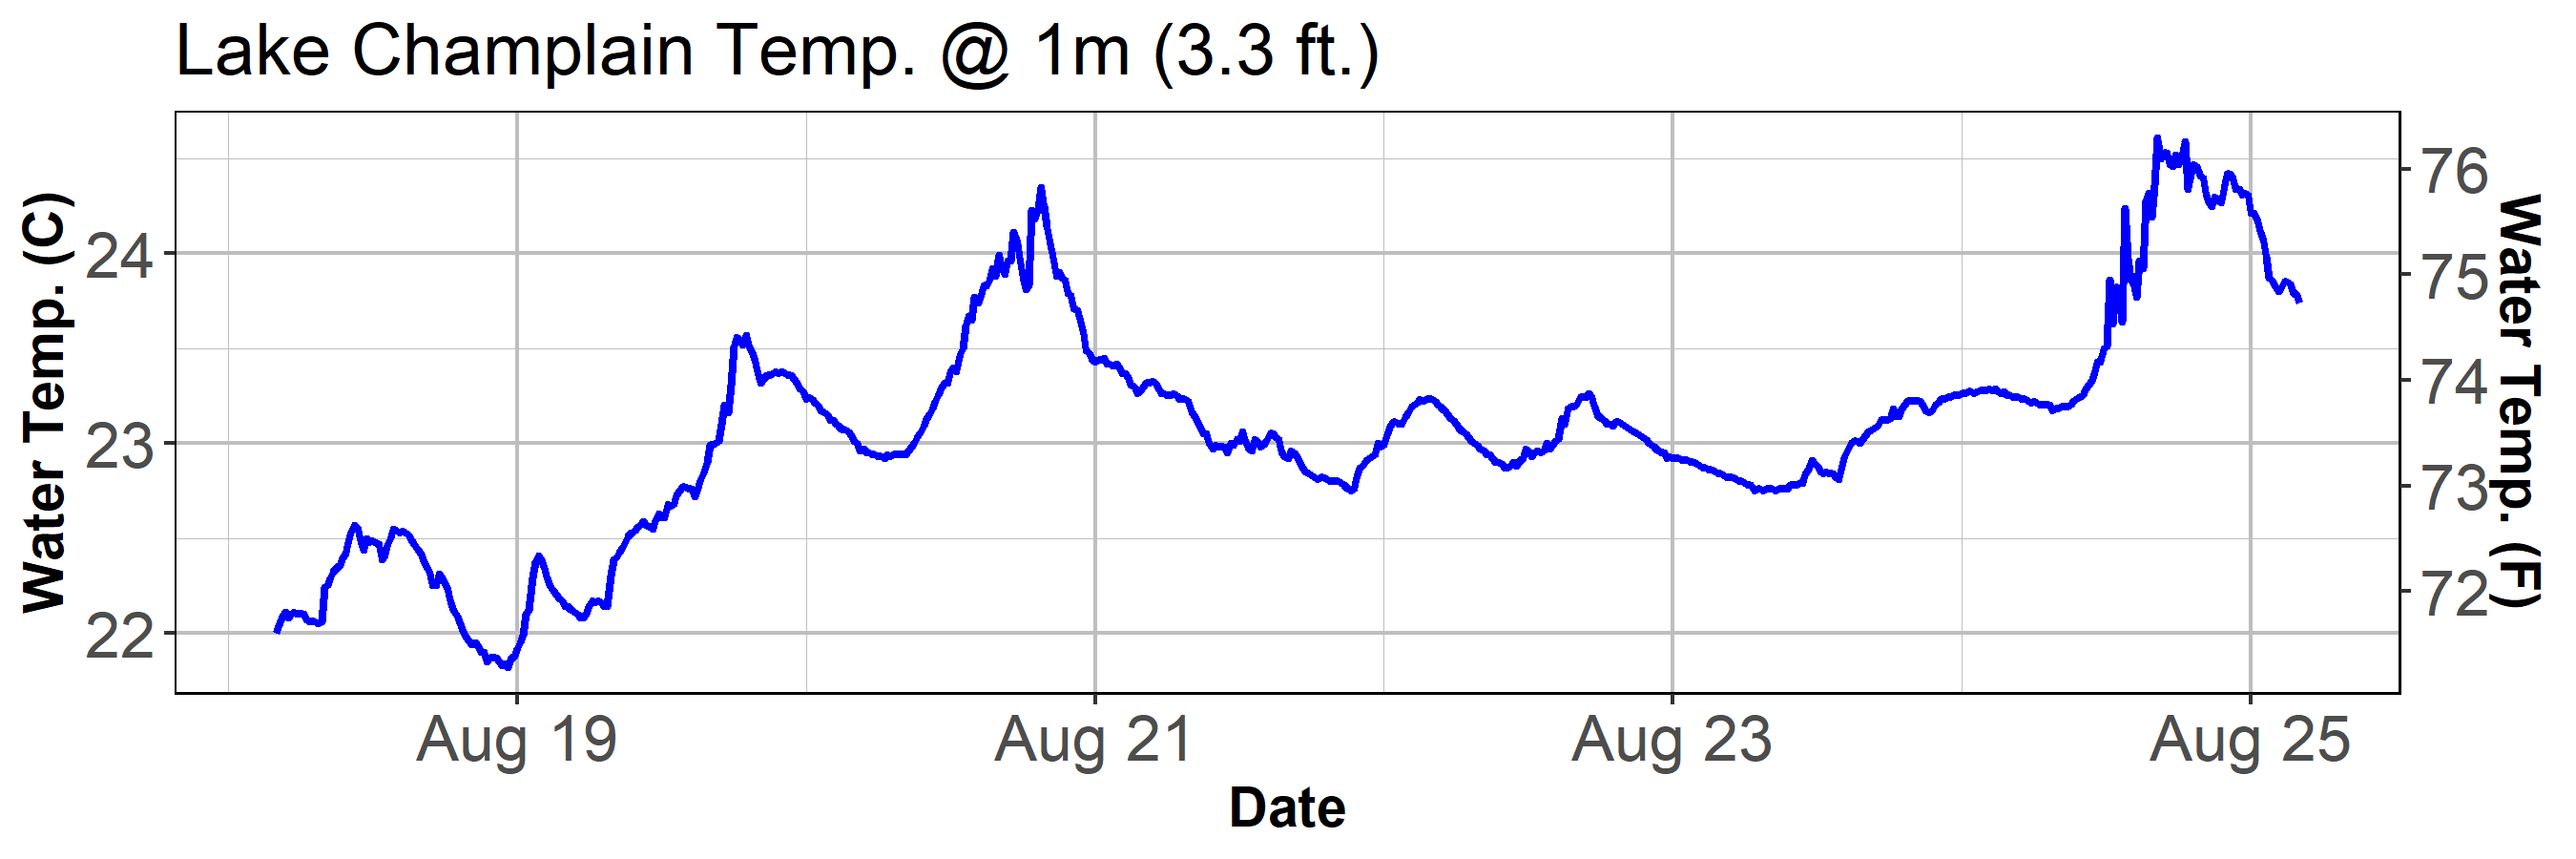 Lake Champlain Temp. @ 1m (3.3 ft.)
Water Temp. (C)
24
23
22
76
75
74
73
72
Water Temp. (F)
Aug 19
Aug 21
Aug 23
Aug 25
Date